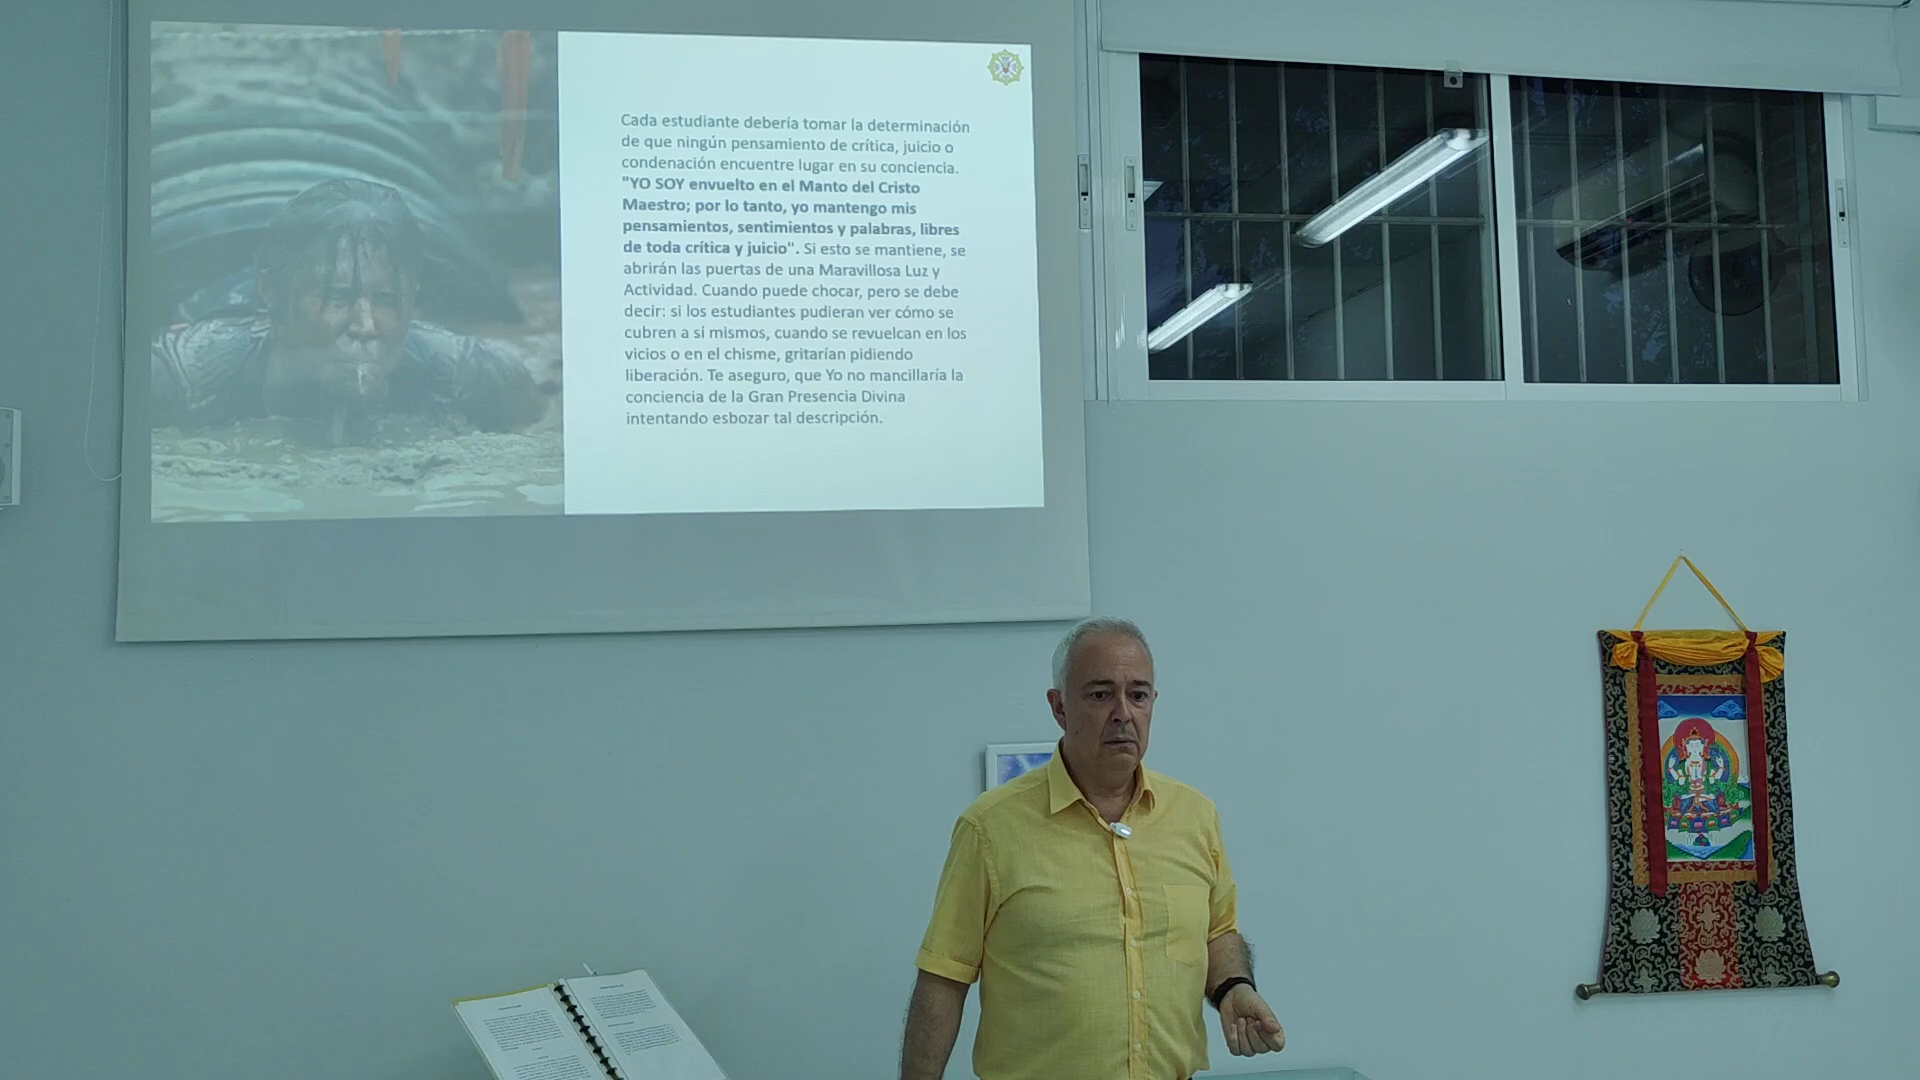 Cada estudiante debería tomar la determinación
de que ningún pensamiento de crítica, juicio o
condenación encuentre lugar en su conciencia.
"YO SOY envuelto en el Manto del Cristo
Maestro; por lo tanto, yo mantengo mis
pensamientos, sentimientos y palabras, libres
de toda crítica y juicio". Si esto se mantiene, se
abrirán las puertas de una Maravillosa Luz y
Actividad. Cuando puede chocar, pero se debe
decir: si los estudiantes pudieran ver cómo se
cubren a sí mismos, cuando se revuelcan en los
vicios o en el chisme, gritarían pidiendo
liberación. Te aseguro, que Yo no mancillaría la
conciencia de la Gran Presencia Divina
intentando esbozar tal descripción.